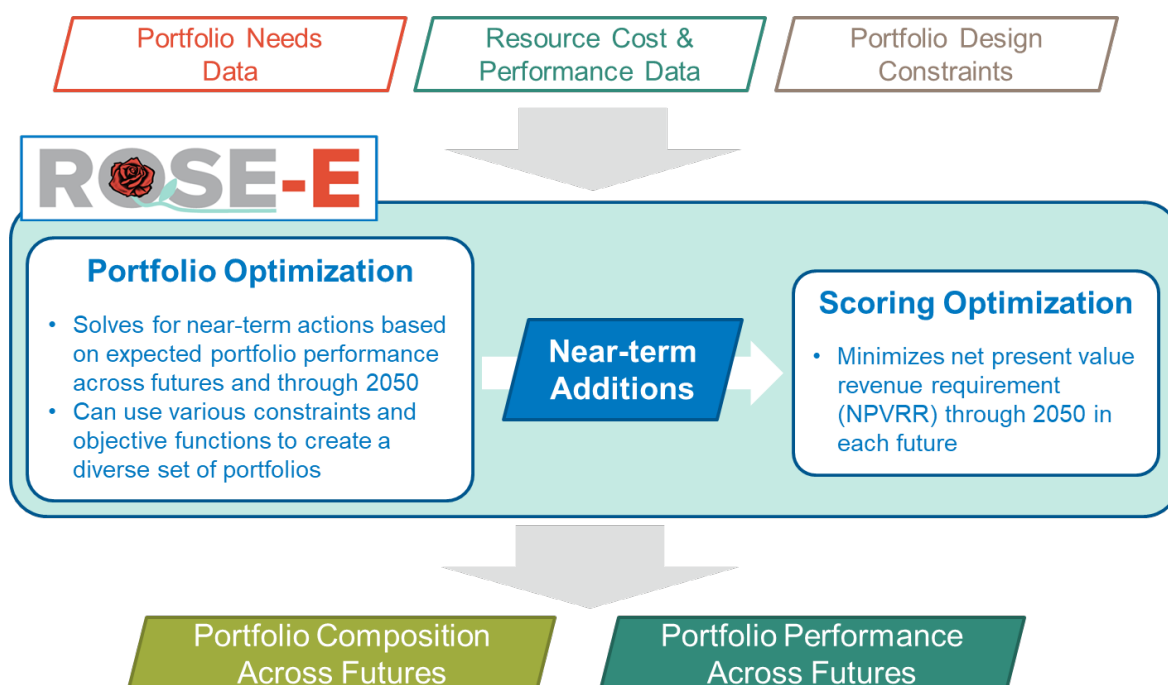 Portfolio Needs
Data
Resource Cost &
Performance Data
Portfolio Design
Constraints
ROSE-E
Portfolio Optimization
• Solves for near-term actions based
on expected portfolio performance
across futures and through 2050
• Can use various constraints and
objective functions to create a
diverse set of portfolios
Near-term
Additions
Scoring Optimization
• Minimizes net present value
revenue requirement
(NPVRR) through 2050 in
each future
Portfolio Composition
Across Futures
Portfolio Performance
Across Futures